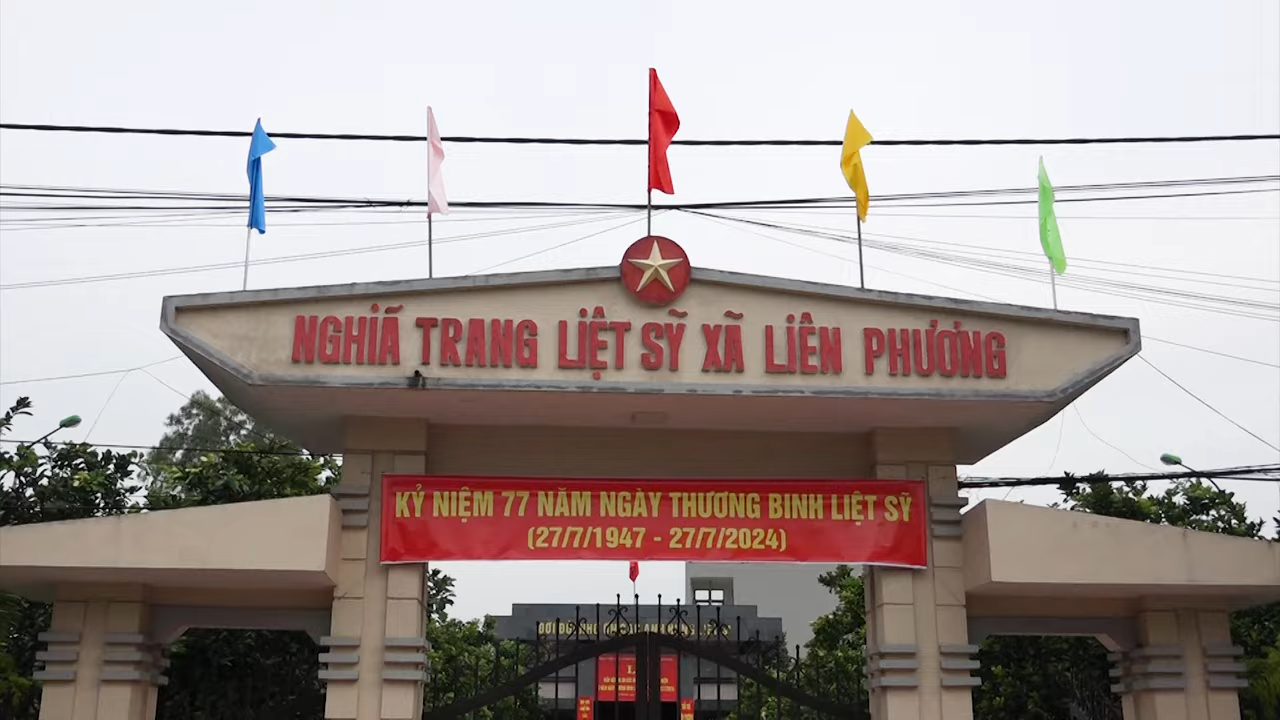 NGHĨA TRANG LIỆT SỸ XÃ LIÊN PHƯƠNG
KỶ NIỆM 77 NĂM NGÀY THƯƠNG BINH LIỆT SỸ
(27/7/1947 - 27/7/2024)